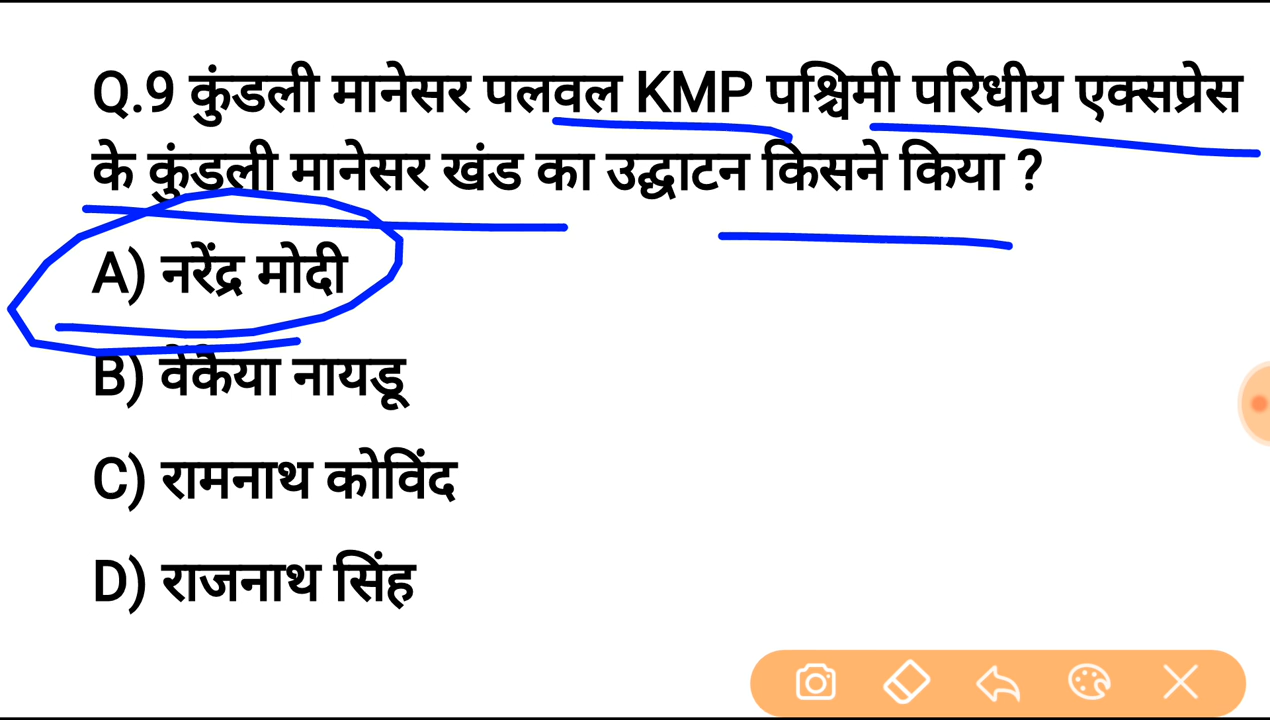 Q.9 कुंडली मानेसर पलवल KMP पश्चिमी परिधीय एक्सप्रेस
के कुंडली मानेसर खंड का उद्घाटन किसने किया ?
A) नरेंद्र मोदी
B) वेंकैया नायडू
C) रामनाथ कोविंद
D) राजनाथ सिंह